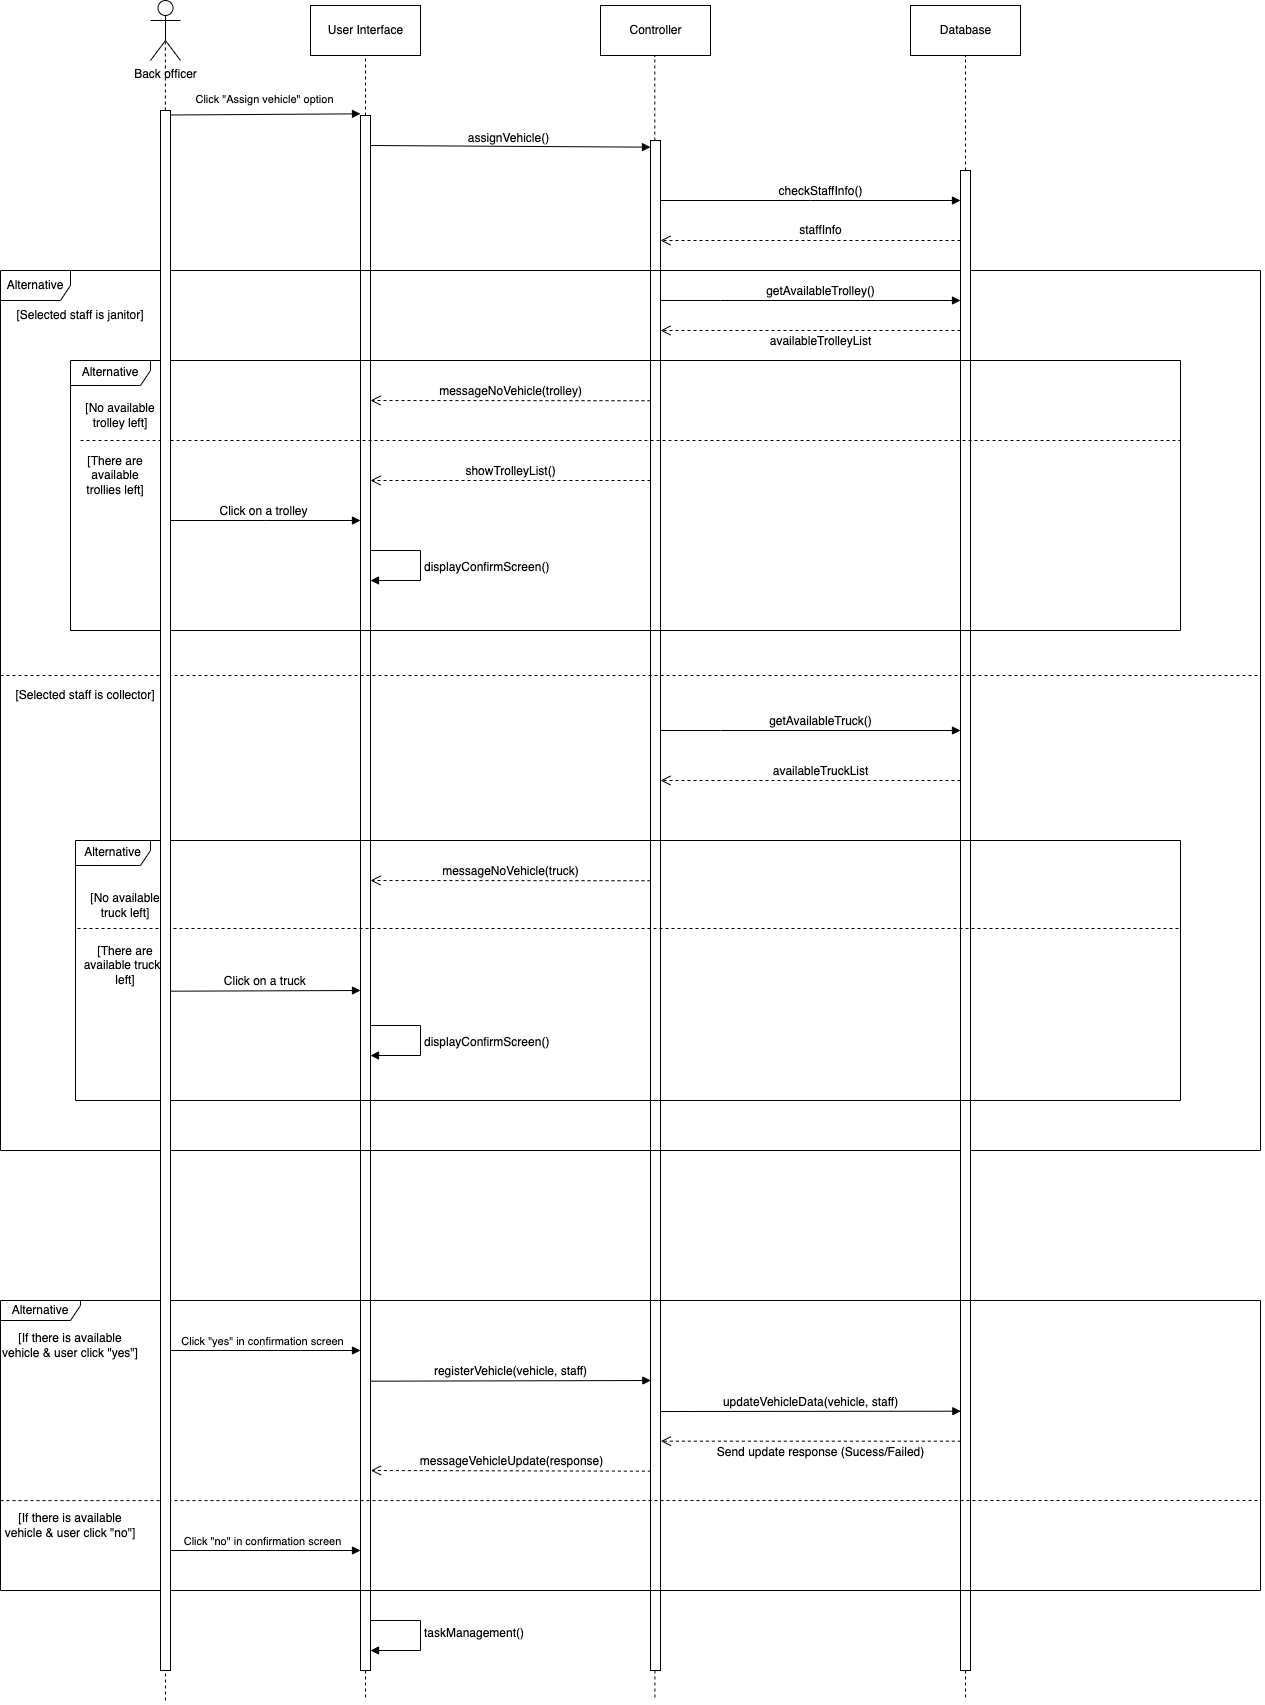 User Interface
Controller
Database
Back officer
Click "Assign vehicle" option
assignVehicle()
checkStaffInfo()
staffInfo
Alternative
[Selected staff is janitor]
getAvailableTrolley()
availableTrolleyList
Alternative
[No available
trolley left]
messageNoVehicle(trolley)
[There are
available
trollies left]
showTrolleyList()
Click on a trolley
displayConfirmScreen()
[Selected staff is collector]
getAvailableTruck()
availableTruckList
Alternative
messageNoVehicle(truck)
[No available
truck left]
[There are
available truck
left]
Click on a truck
displayConfirmScreen()
Alternative
[If there is available
vehicle & user click "yes"]
Click "yes" in confirmation screen
registerVehicle(vehicle, staff)
updateVehicleData(vehicle, staff)
Send update response (Sucess/Failed)
messageVehicleUpdate(response)
[If there is available
vehicle & user click "no"]
Click "no" in confirmation screen
taskManagement()